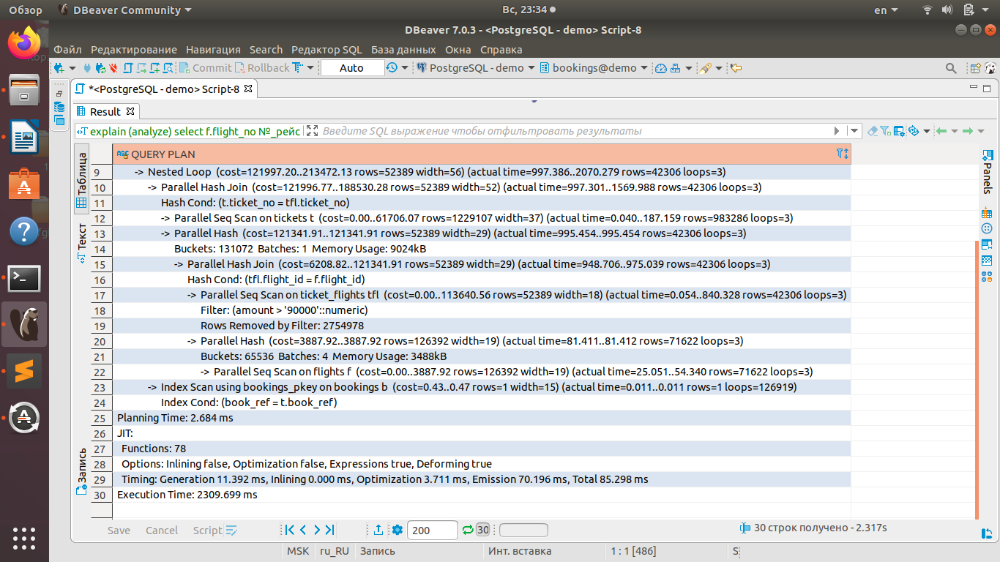 Обзор DBeaver Community Вс, 23:34 en
DBeaver 7.0.3 - <PostgreSQL - demo> Script-8
Файл Редактирование Навигация Search Редактор SQL База данных Окна Справка
Commit Rollback Auto PostgreSQL - demo bookings@demo
*<PostgreSQL - demo> Script-8
Result
explain (analyze) select f.flight_no №_рейс Введите SQL выражение чтобы отфильтровать результаты
Таблица
Текст
Запись
Panels
ABC QUERY PLAN
9 -> Nested Loop (cost=121997.20..213472.13 rows=52389 width=56) (actual time=997.386..2070.279 rows=42306 loops=3)
10 -> Parallel Hash Join (cost=121996.77..188530.28 rows=52389 width=52) (actual time=997.301..1569.988 rows=42306 loops=3)
11 Hash Cond: (t.ticket_no = tfl.ticket_no)
12 -> Parallel Seq Scan on tickets t (cost=0.00..61706.07 rows=1229107 width=37) (actual time=0.040..187.159 rows=983286 loops=3)
13 -> Parallel Hash (cost=121341.91..121341.91 rows=52389 width=29) (actual time=995.454..995.454 rows=42306 loops=3)
14 Buckets: 131072 Batches: 1 Memory Usage: 9024kB
15 -> Parallel Hash Join (cost=6208.82..121341.91 rows=52389 width=29) (actual time=948.706..975.039 rows=42306 loops=3)
16 Hash Cond: (tfl.flight_id = f.flight_id)
17 -> Parallel Seq Scan on ticket_flights tfl (cost=0.00..113640.56 rows=52389 width=18) (actual time=0.054..840.328 rows=42306 loops=3)
18 Filter: (amount > '90000'::numeric)
19 Rows Removed by Filter: 2754978
20 -> Parallel Hash (cost=3887.92..3887.92 rows=126392 width=19) (actual time=81.411..81.412 rows=71622 loops=3)
21 Buckets: 65536 Batches: 4 Memory Usage: 3488kB
22 -> Parallel Seq Scan on flights f (cost=0.00..3887.92 rows=126392 width=19) (actual time=25.051..54.340 rows=71622 loops=3)
23 -> Index Scan using bookings_pkey on bookings b (cost=0.43..0.47 rows=1 width=15) (actual time=0.011..0.011 rows=1 loops=126919)
24 Index Cond: (book_ref = t.book_ref)
25 Planning Time: 2.684 ms
26 JIT:
27 Functions: 78
28 Options: Inlining false, Optimization false, Expressions true, Deforming true
29 Timing: Generation 11.392 ms, Inlining 0.000 ms, Optimization 3.711 ms, Emission 70.196 ms, Total 85.298 ms
30 Execution Time: 2309.699 ms
Save Cancel Script 200 30 30 строк получено - 2.317s
MSK ru_RU Запись Инт. вставка 1 : 1 [486] S